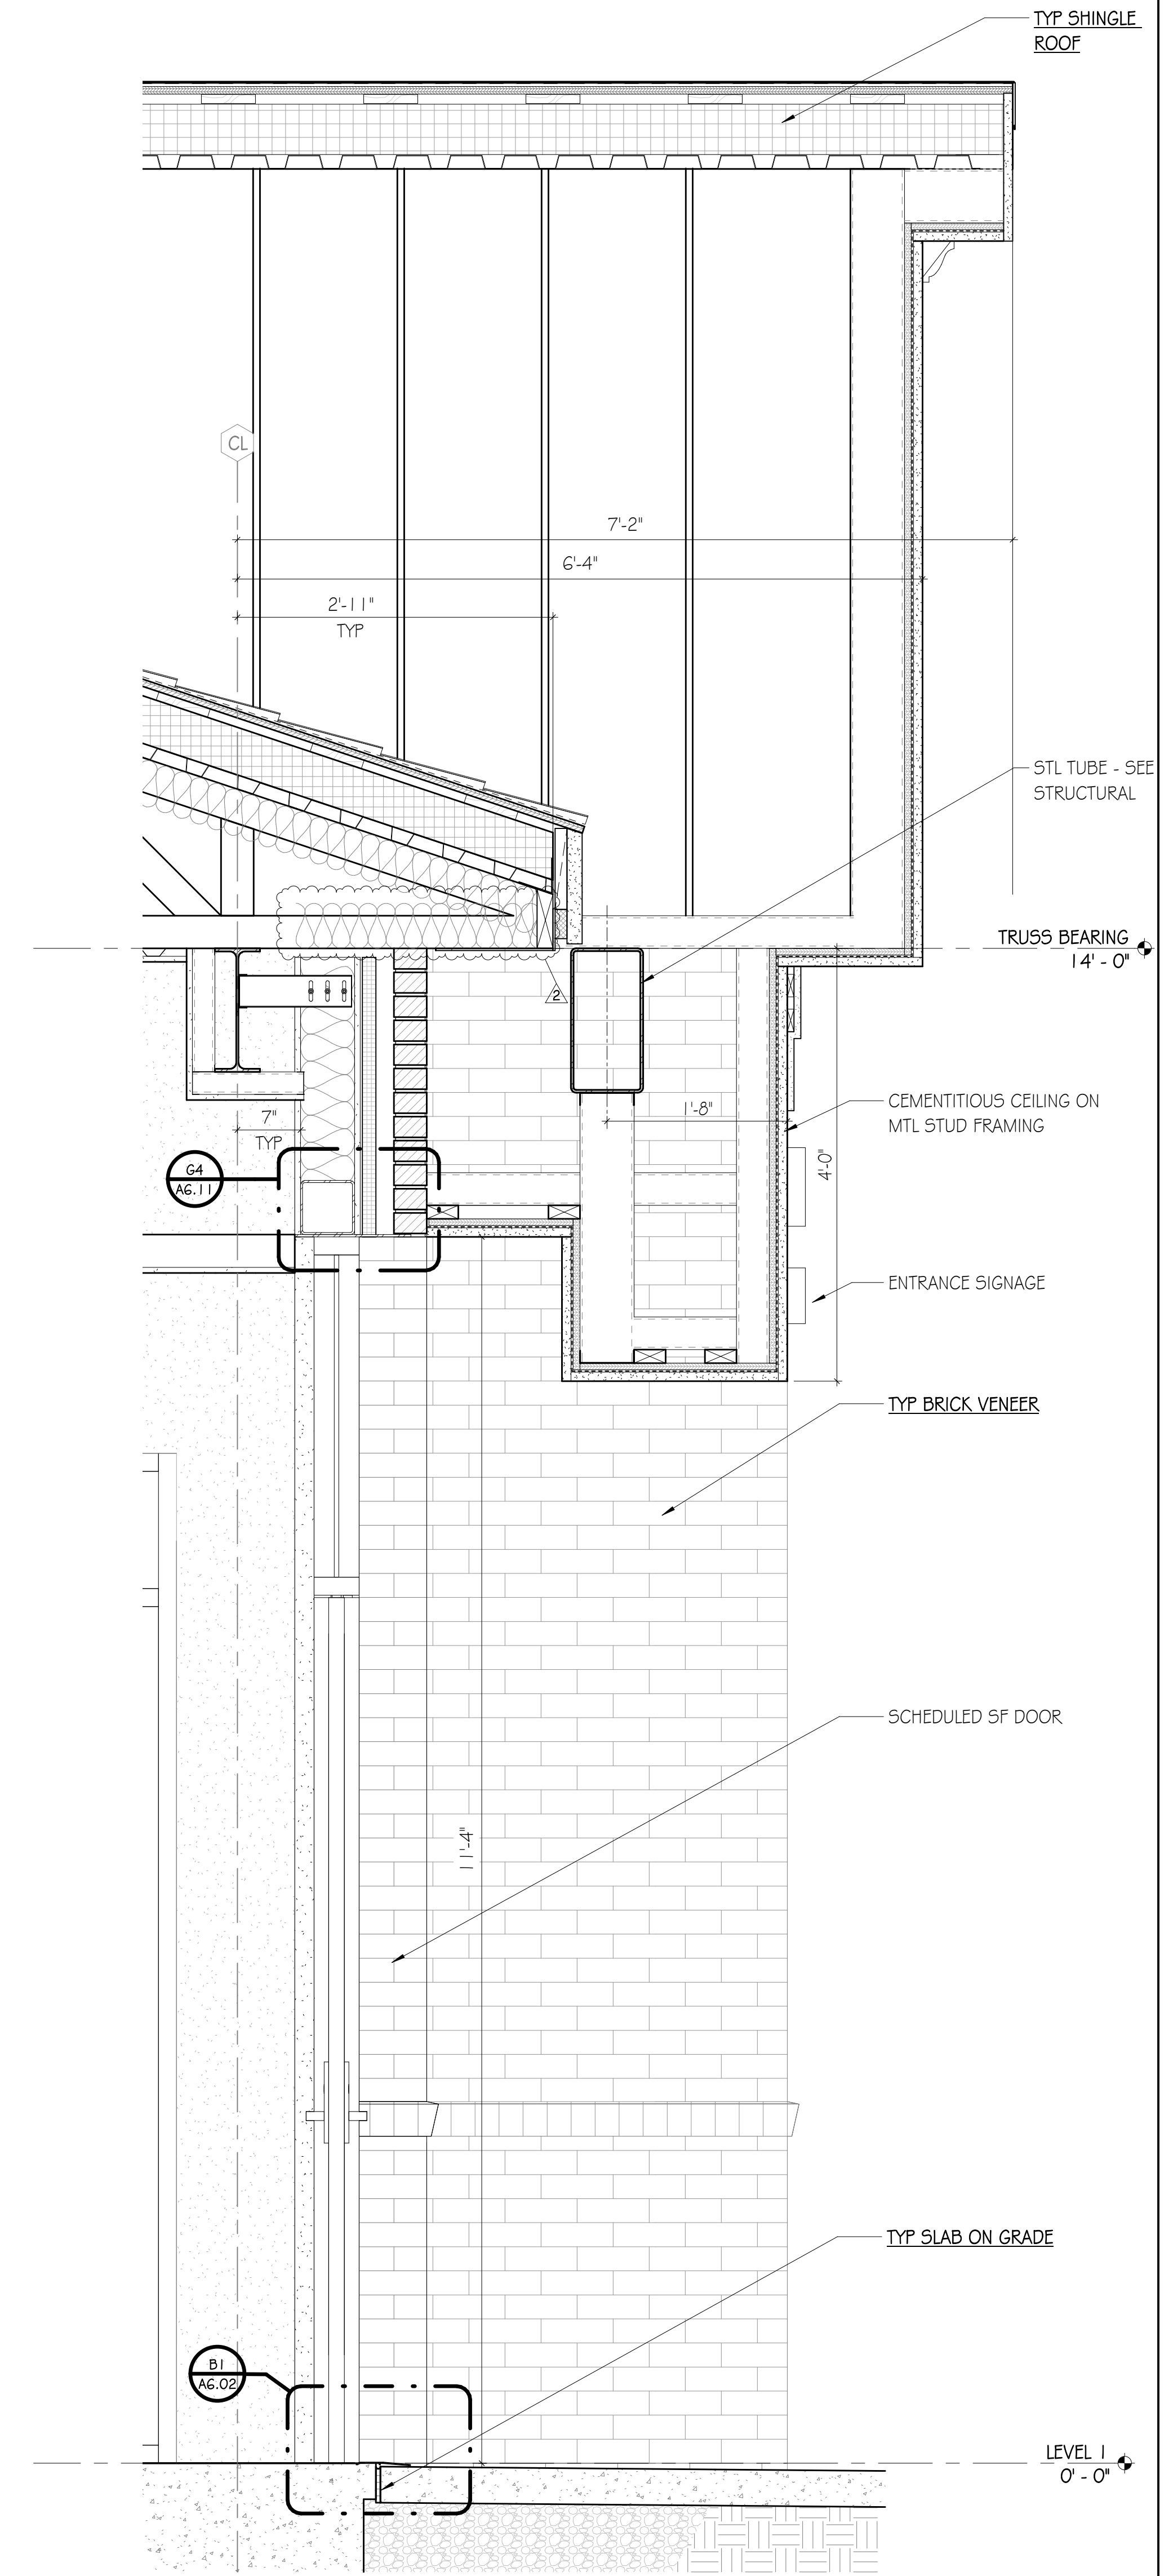 TYP SHINGLE
ROOF
CL
7'-2"
6'-4"
2'-11"
TYP
STL TUBE - SEE
STRUCTURAL
TRUSS BEARING
14' - 0"
2
CEMENTITIOUS CEILING ON
MTL STUD FRAMING
1'-8"
7"
TYP
4'-0"
G4
A6.11
ENTRANCE SIGNAGE
TYP BRICK VENEER
SCHEDULED SF DOOR
11'-4"
TYP SLAB ON GRADE
B1
A6.02
LEVEL 1
0' - 0"